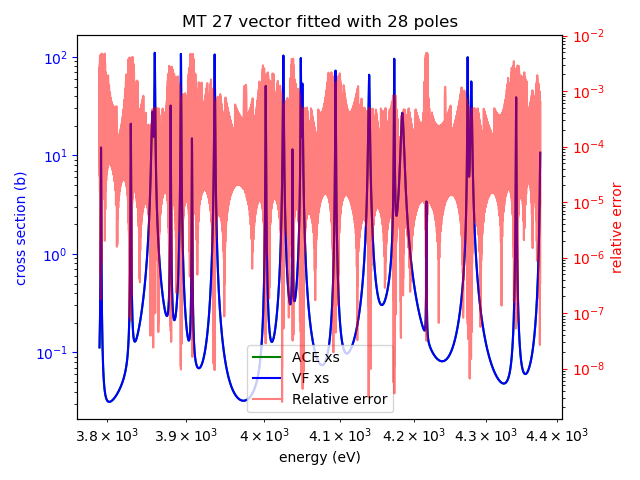 MT 27 vector fitted with 28 poles
cross section (b)
10² 10¹ 10⁰ 10⁻¹
10⁻² 10⁻³ 10⁻⁴ 10⁻⁵ 10⁻⁶ 10⁻⁷ 10⁻⁸
relative error
ACE xs
VF xs
Relative error
3.8 × 10³ 3.9 × 10³ 4 × 10³ 4.1 × 10³ 4.2 × 10³ 4.3 × 10³ 4.4 × 10³
energy (eV)